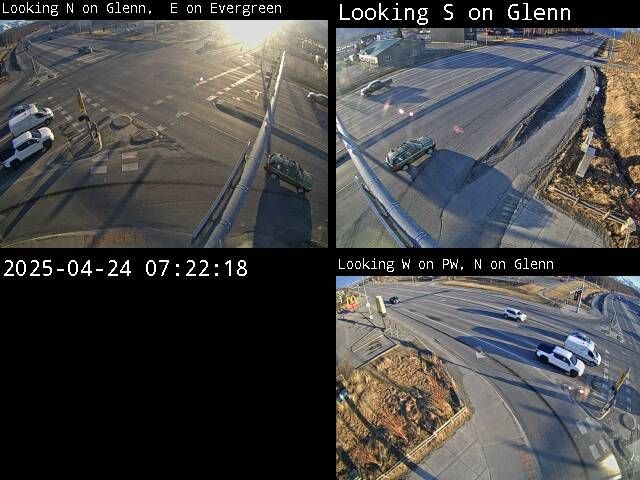 Looking N on Glenn,  E on Evergreen
Looking S on Glenn
2025-04-24 07:22:18
Looking W on PW, N on Glenn